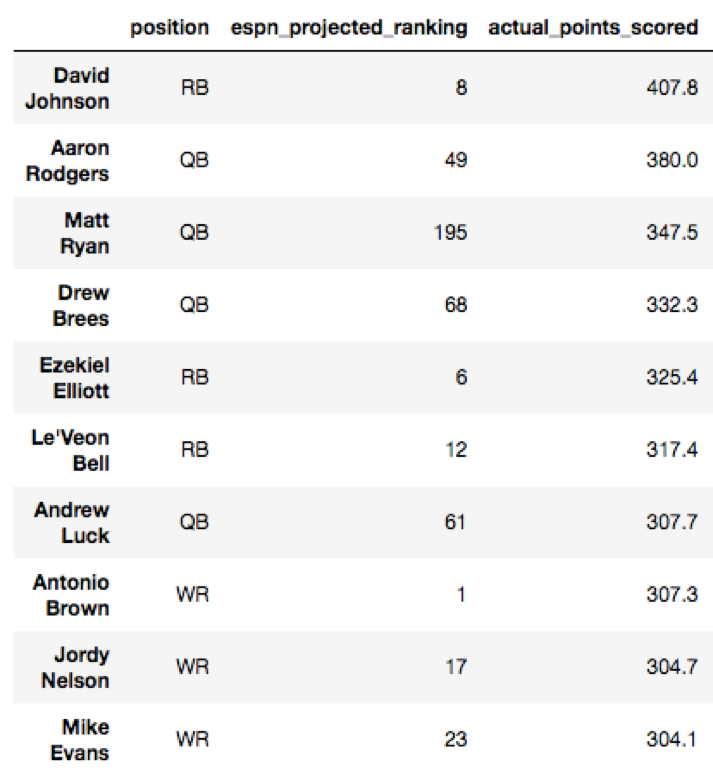 position espn_projected_ranking actual_points_scored
David Johnson RB 8 407.8
Aaron Rodgers QB 49 380.0
Matt Ryan QB 195 347.5
Drew Brees QB 68 332.3
Ezekiel Elliott RB 6 325.4
Le'Veon Bell RB 12 317.4
Andrew Luck QB 61 307.7
Antonio Brown WR 1 307.3
Jordy Nelson WR 17 304.7
Mike Evans WR 23 304.1